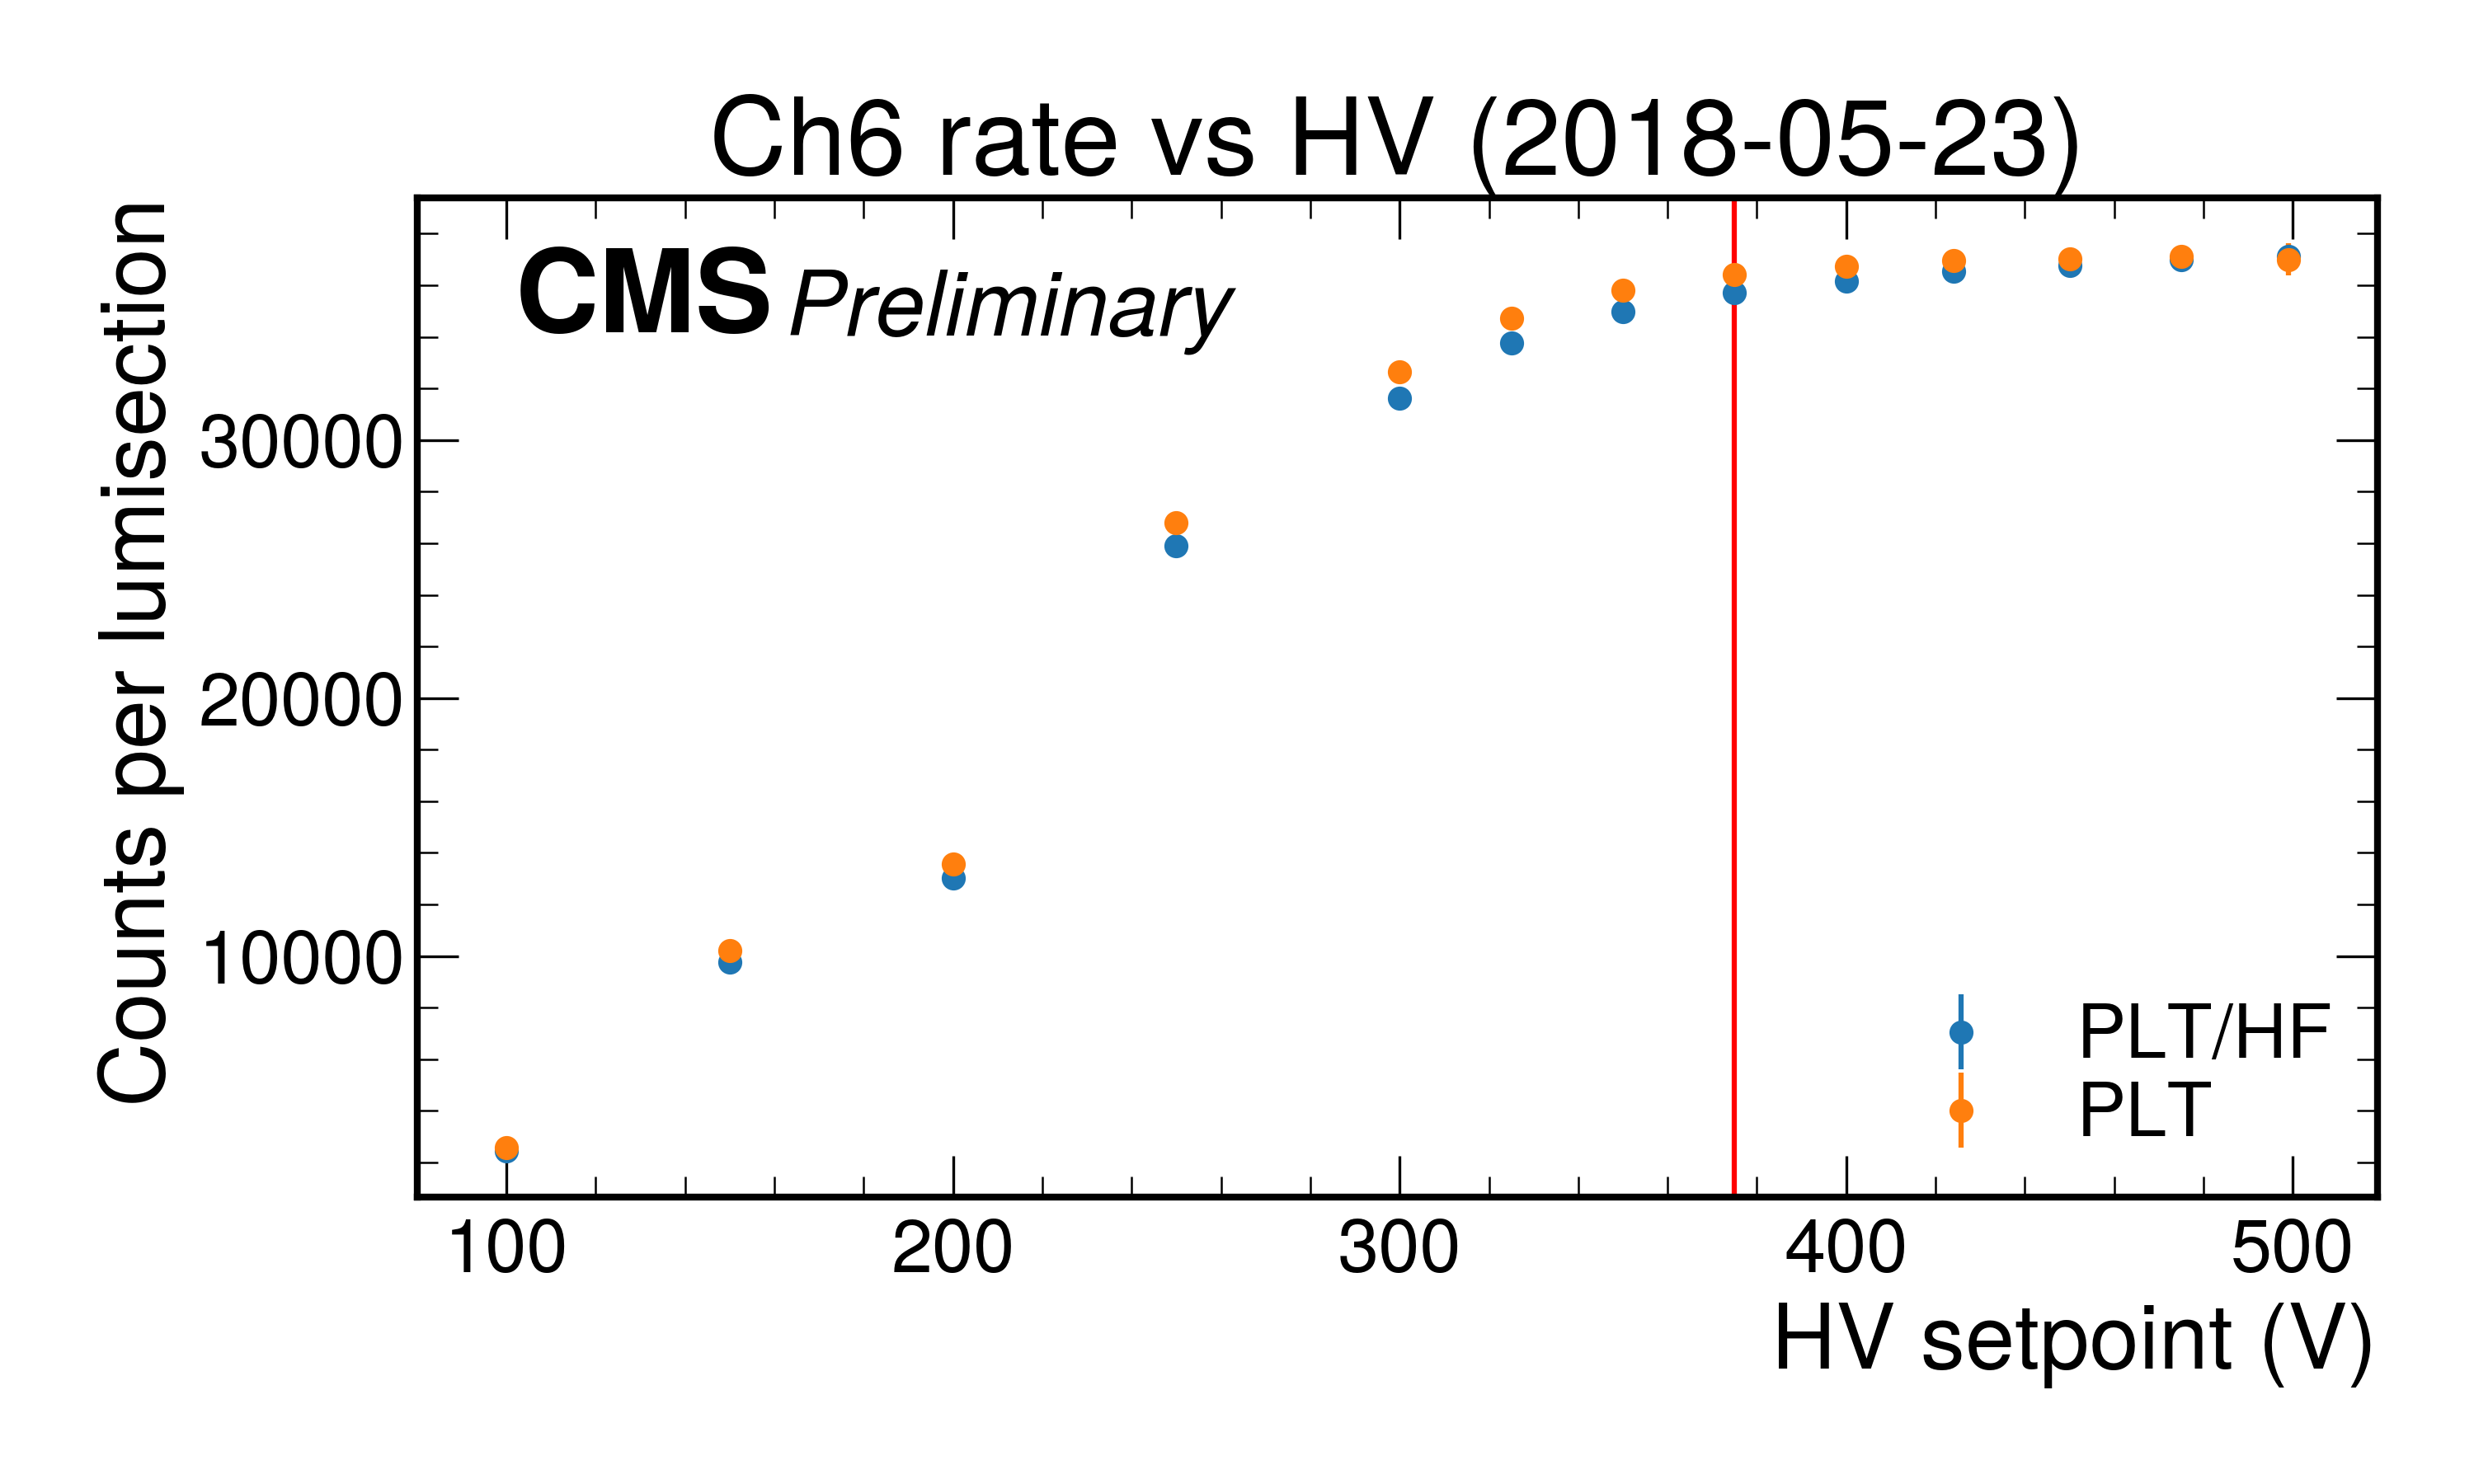 Ch6 rate vs HV (2018-05-23)
CMS Preliminary
Counts per lumisection
30000
20000
10000
PLT/HF
PLT
100 200 300 400 500
HV setpoint (V)